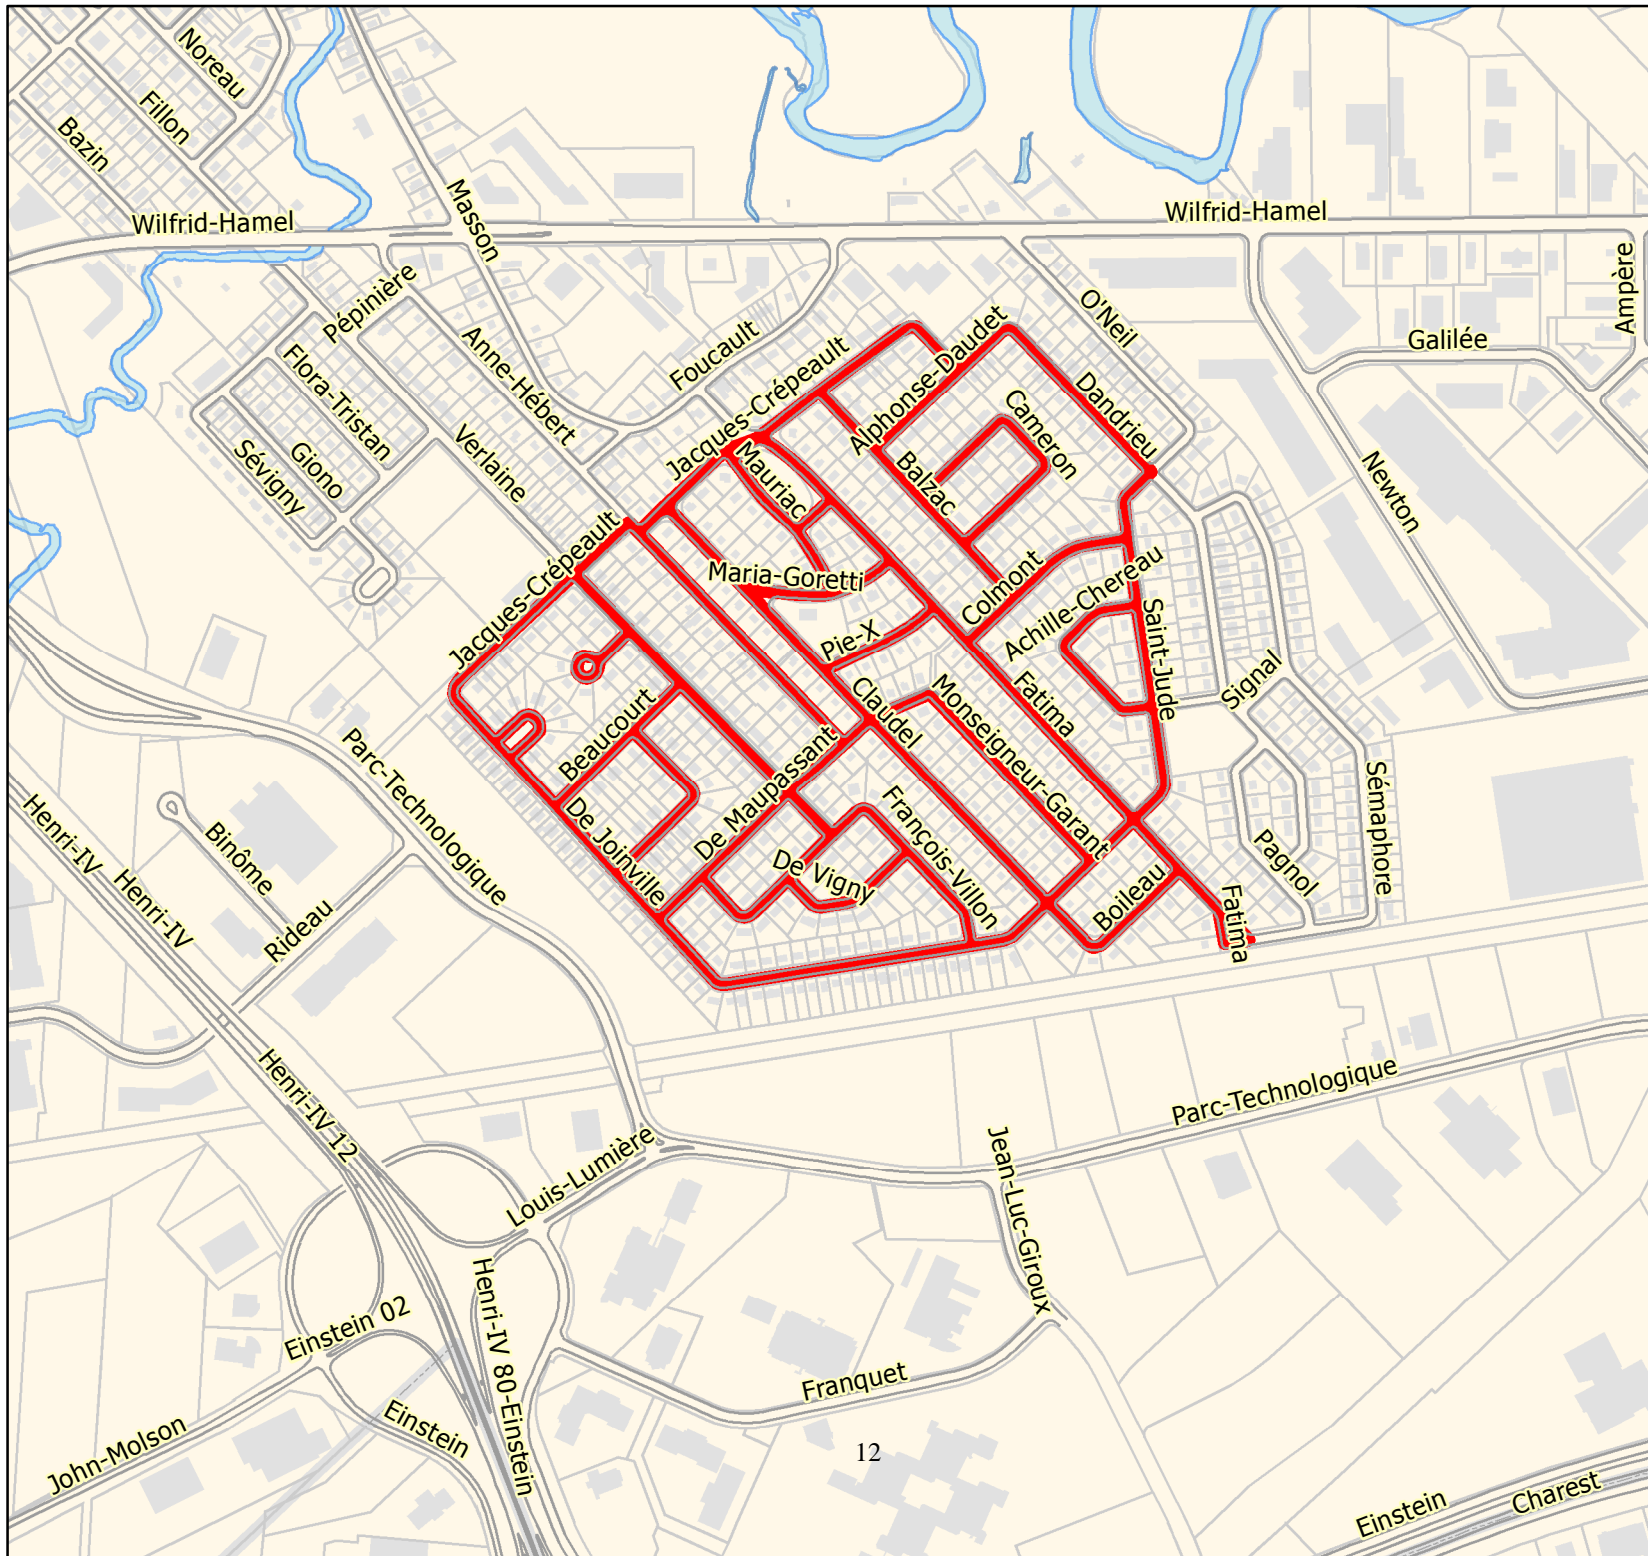 Noreau
Fillon
Bazin
Masson
Wilfrid-Hamel
Wilfrid-Hamel
Ampère
Pépinière
O'Neil
Galilée
Anne-Hébert
Foucault
Flora-Tristan
Jacques-Crépeault
Alphonse-Daudet
Dandrieu
Cameron
Giono
Sévigny
Verlaine
Mauriac
Balzac
Newton
Jacques-Crépeault
Maria-Goretti
Colmont
Achille-Chereau
Saint-Jude
Pie-X
Signal
Beaucourt
Claudel
Monseigneur-Garant
Fatima
Parc-Technologique
De Maupassant
Sémaphore
Henri-IV
Binôme
De Joinville
François-Villon
De Vigny
Pagnol
Henri-IV
Rideau
Boileau
Fatima
Henri-IV 12
Parc-Technologique
Louis-Lumière
Jean-Luc-Giroux
Einstein 02
Henri-IV 80-Einstein
Franquet
John-Molson
Einstein
12
Einstein
Charest